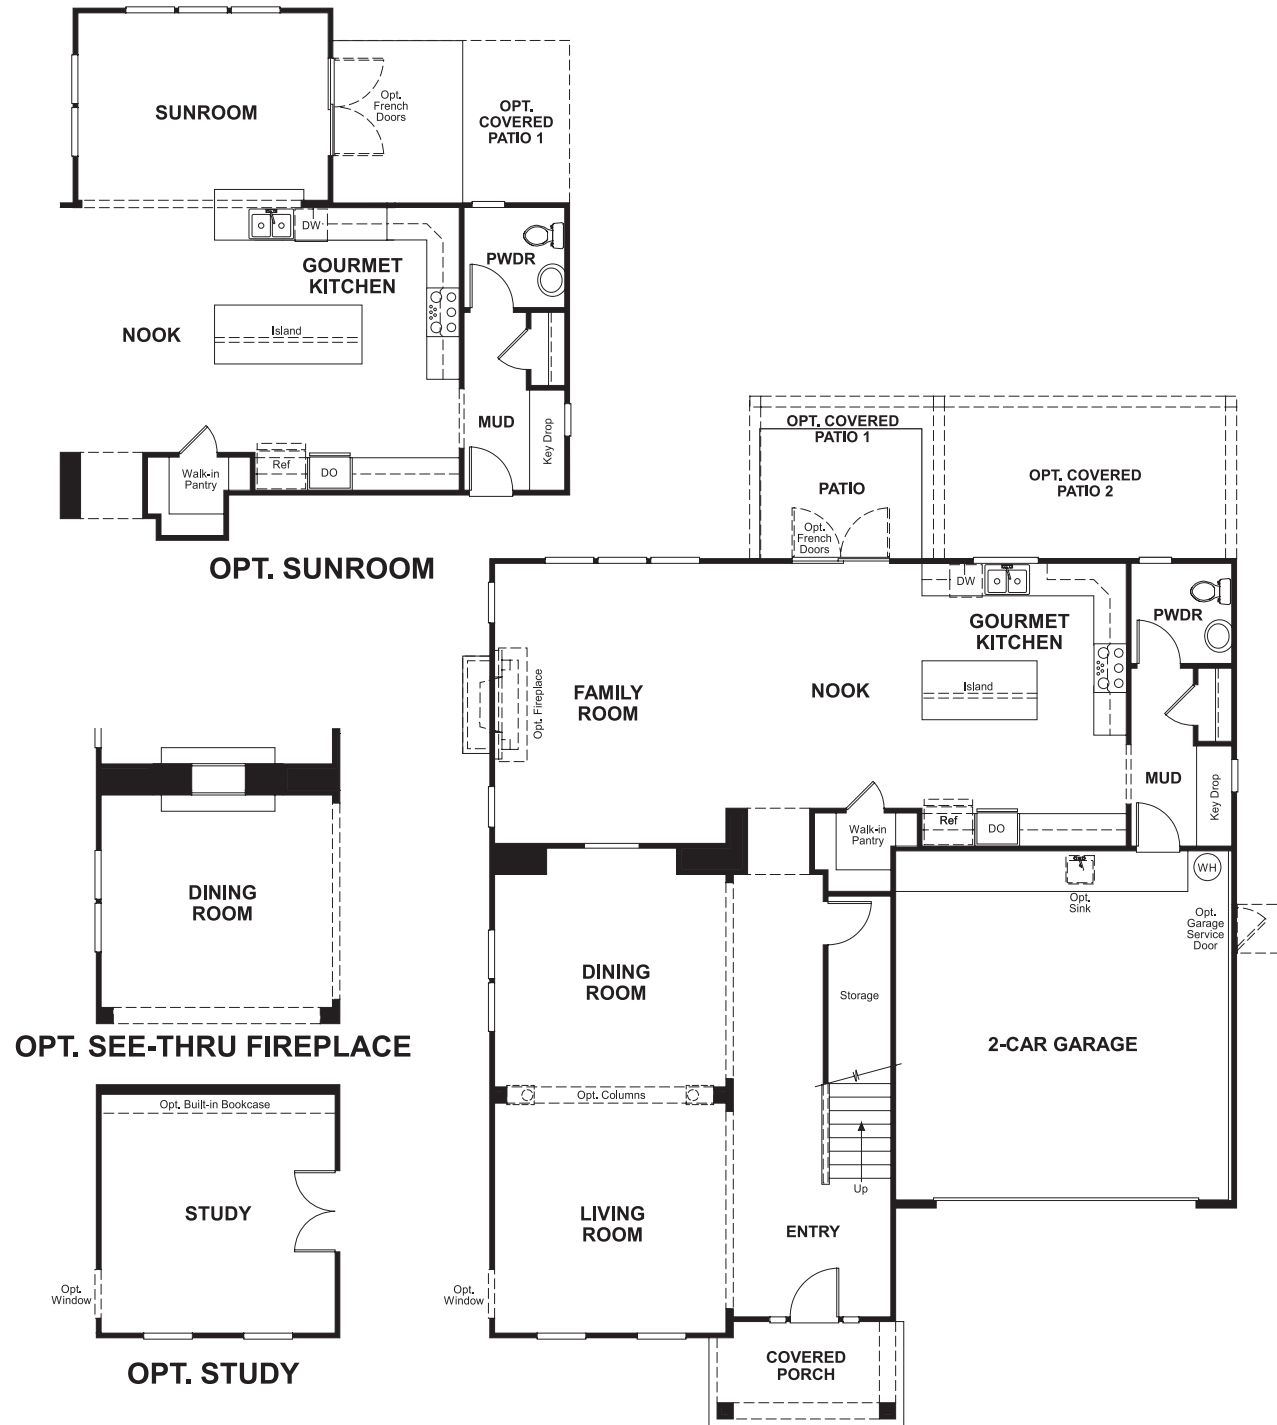 SUNROOM
Opt.
French
Doors
OPT.
COVERED
PATIO 1
DW
GOURMET
KITCHEN
PWDR
NOOK
Island
MUD
Key Drop
Walk-in
Pantry
Ref
DO
OPT. SUNROOM
OPT. COVERED
PATIO 1
PATIO
OPT. COVERED
PATIO 2
Opt.
French
Doors
DW
GOURMET
KITCHEN
PWDR
FAMILY
ROOM
Opt. Fireplace
NOOK
Island
MUD
Key Drop
Walk-in
Pantry
Ref
DO
WH
Opt.
Sink
Opt.
Garage
Service
Door
DINING
ROOM
OPT. SEE-THRU FIREPLACE
DINING
ROOM
Storage
2-CAR GARAGE
Opt. Columns
Up
LIVING
ROOM
ENTRY
Opt.
Window
COVERED
PORCH
Opt. Built-in Bookcase
STUDY
Opt.
Window
OPT. STUDY